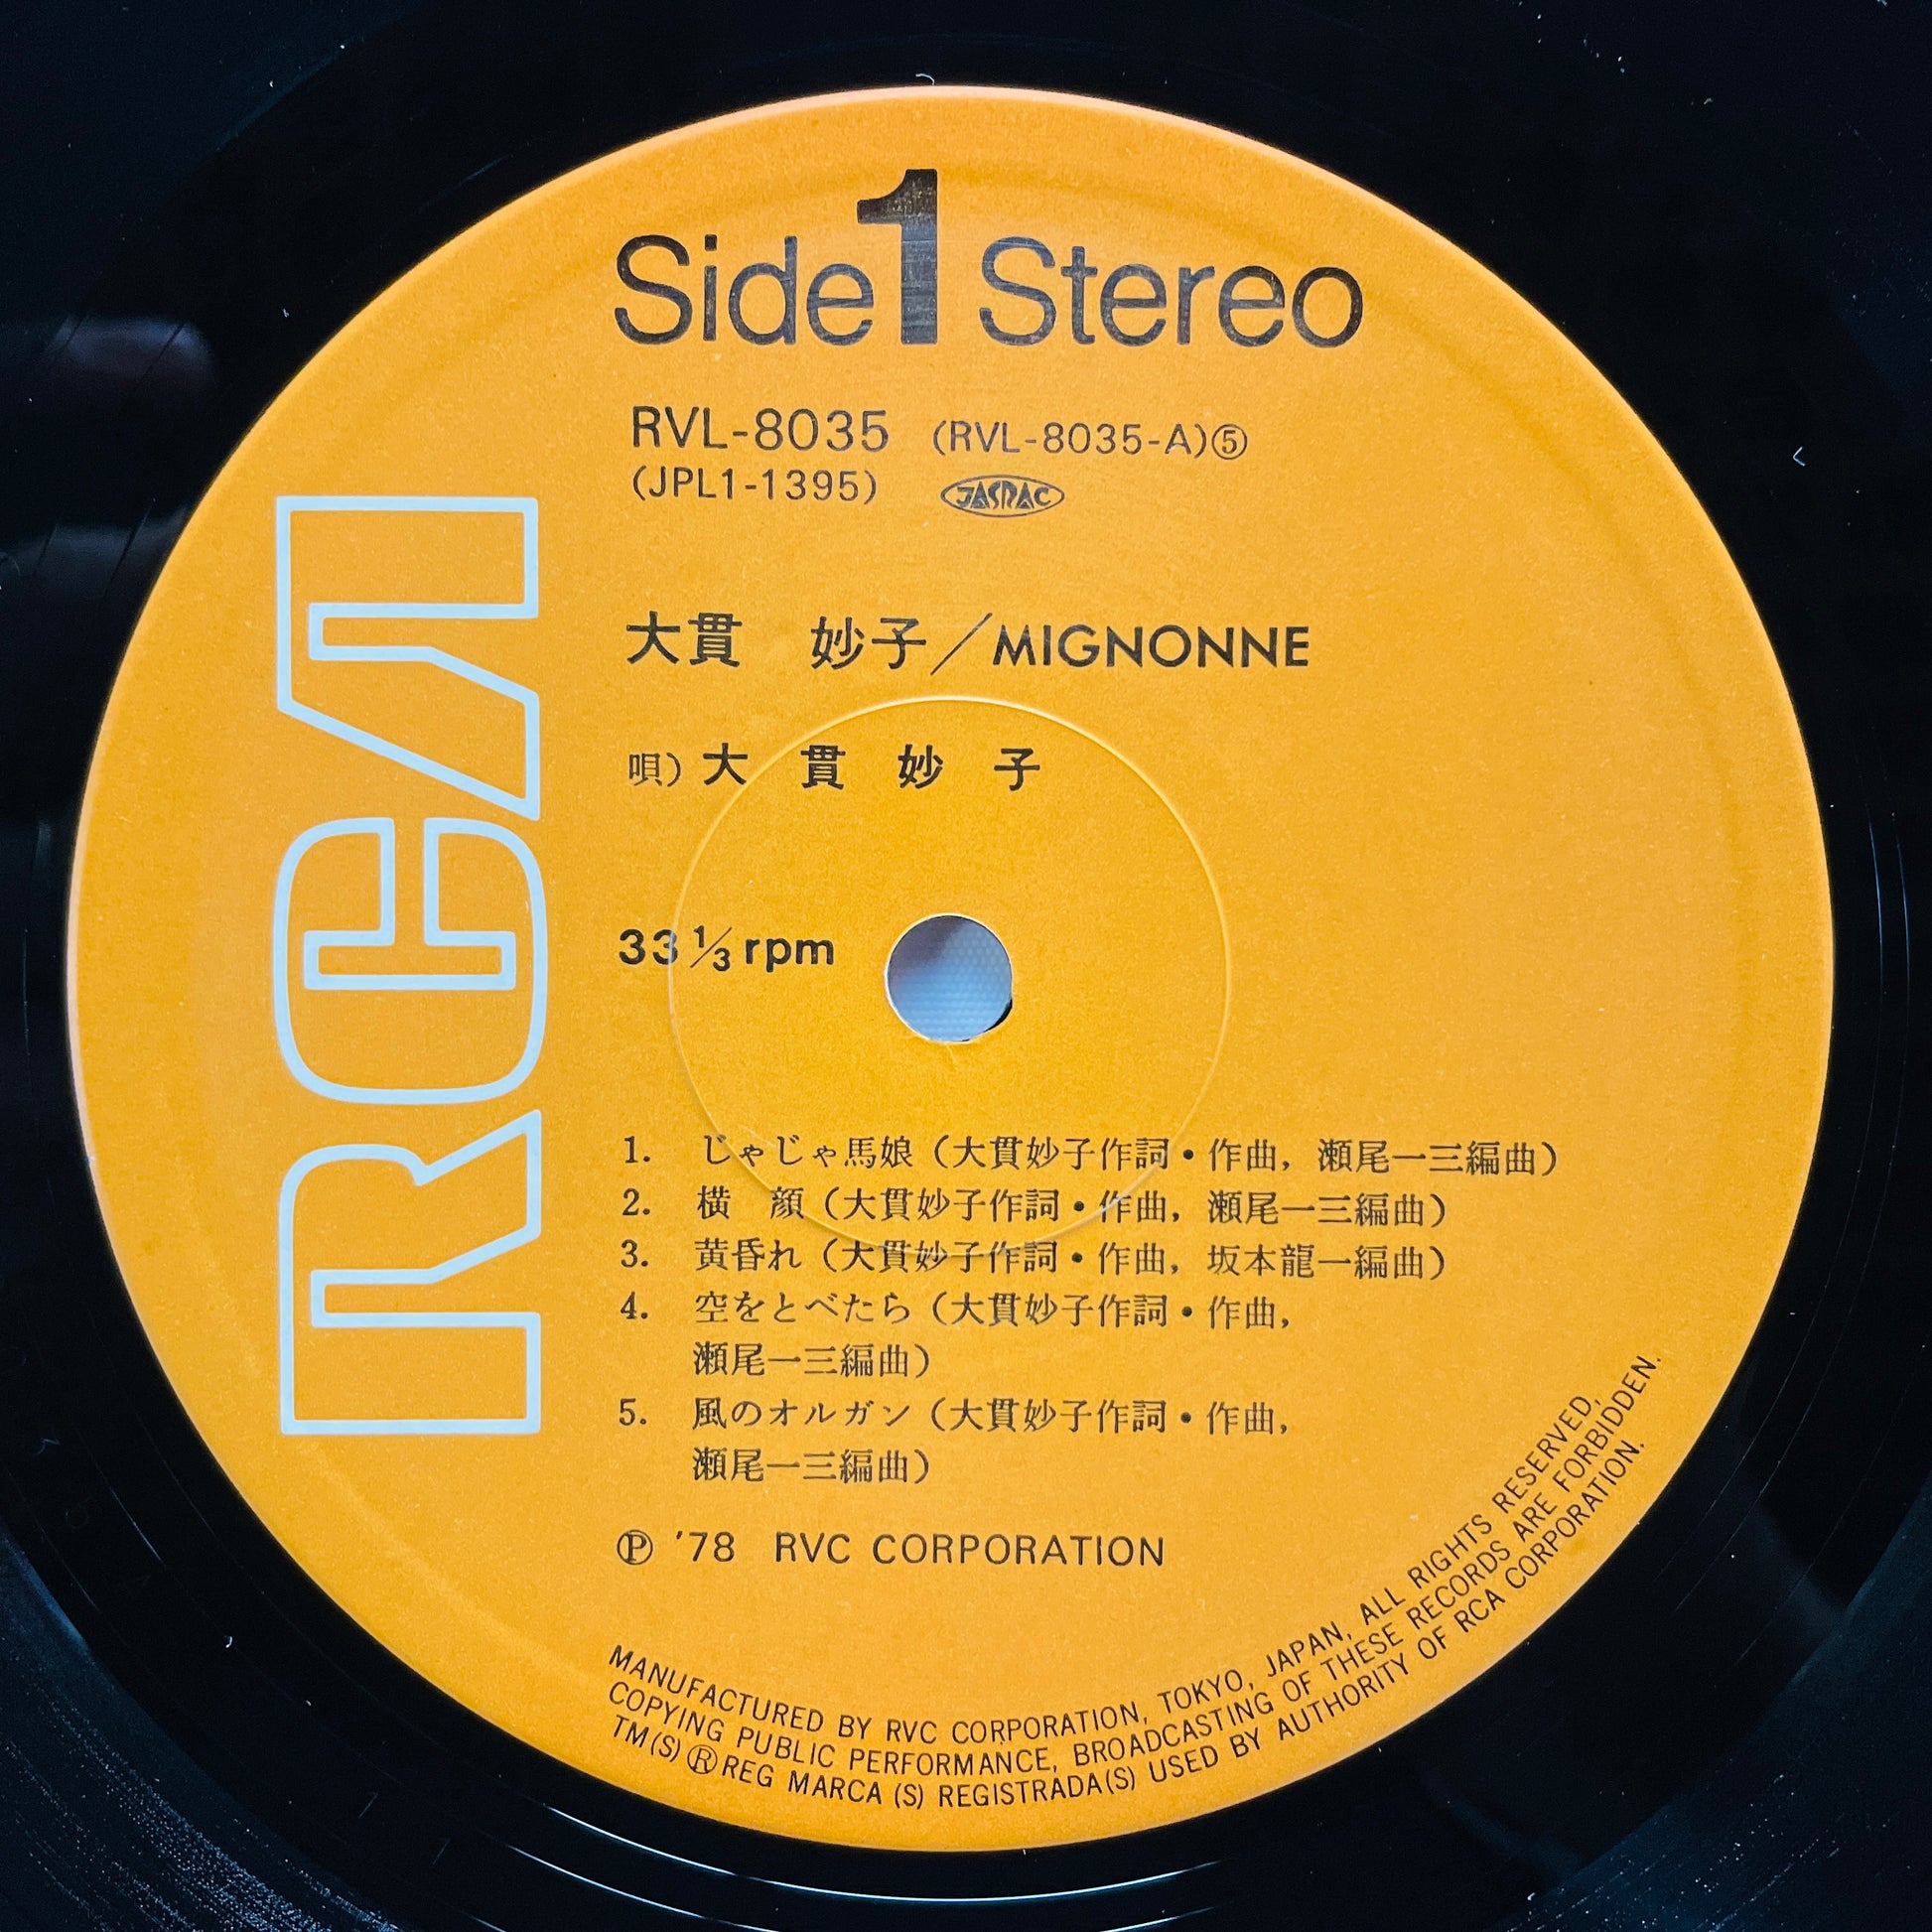 Side 1 Stereo
RVL-8035 (RVL-8035-A)⑤
(JPL1-1395) JASRAC
大貫 妙子／MIGNONNE
唄) 大 貫 妙 子
33 1/3 rpm
1. じゃじゃ馬娘（大貫妙子作詞・作曲，瀬尾一三編曲）
2. 横 顔（大貫妙子作詞・作曲，瀬尾一三編曲）
3. 黄昏れ（大貫妙子作詞・作曲，坂本龍一編曲）
4. 空をとべたら（大貫妙子作詞・作曲，
瀬尾一三編曲）
5. 風のオルガン（大貫妙子作詞・作曲，
瀬尾一三編曲）
Ⓟ '78 RVC CORPORATION
MANUFACTURED BY RVC CORPORATION, TOKYO, JAPAN, ALL RIGHTS RESERVED,
COPYING PUBLIC PERFORMANCE, BROADCASTING OF THESE RECORDS ARE FORBIDDEN.
TM(S) ® REG MARCA (S) REGISTRADA(S) USED BY AUTHORITY OF RCA CORPORATION.
RCA